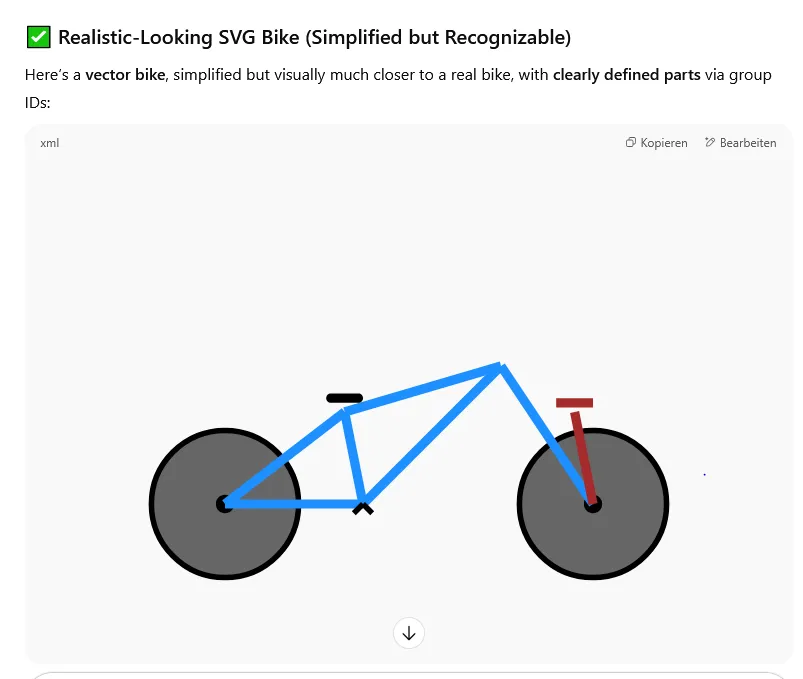 ✅ Realistic-Looking SVG Bike (Simplified but Recognizable)
Here’s a vector bike, simplified but visually much closer to a real bike, with clearly defined parts via group
IDs:
xml Kopieren Bearbeiten